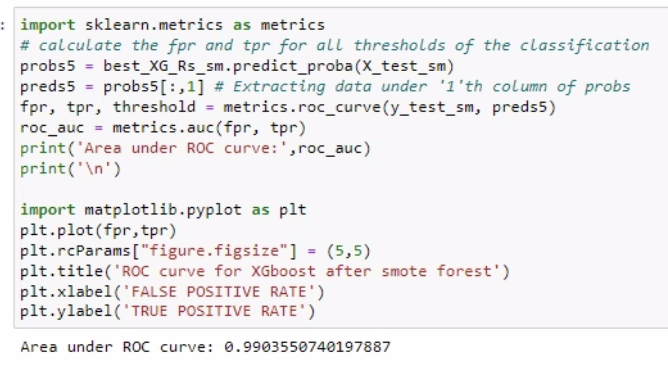 : import sklearn.metrics as metrics
# calculate the fpr and tpr for all thresholds of the classification
probs5 = best_XG_Rs_sm.predict_proba(X_test_sm)
preds5 = probs5[:,1] # Extracting data under '1'th column of probs
fpr, tpr, threshold = metrics.roc_curve(y_test_sm, preds5)
roc_auc = metrics.auc(fpr, tpr)
print('Area under ROC curve:',roc_auc)
print('\n')
import matplotlib.pyplot as plt
plt.plot(fpr,tpr)
plt.rcParams["figure.figsize"] = (5,5)
plt.title('ROC curve for XGboost after smote forest')
plt.xlabel('FALSE POSITIVE RATE')
plt.ylabel('TRUE POSITIVE RATE')
Area under ROC curve: 0.9903550740197887